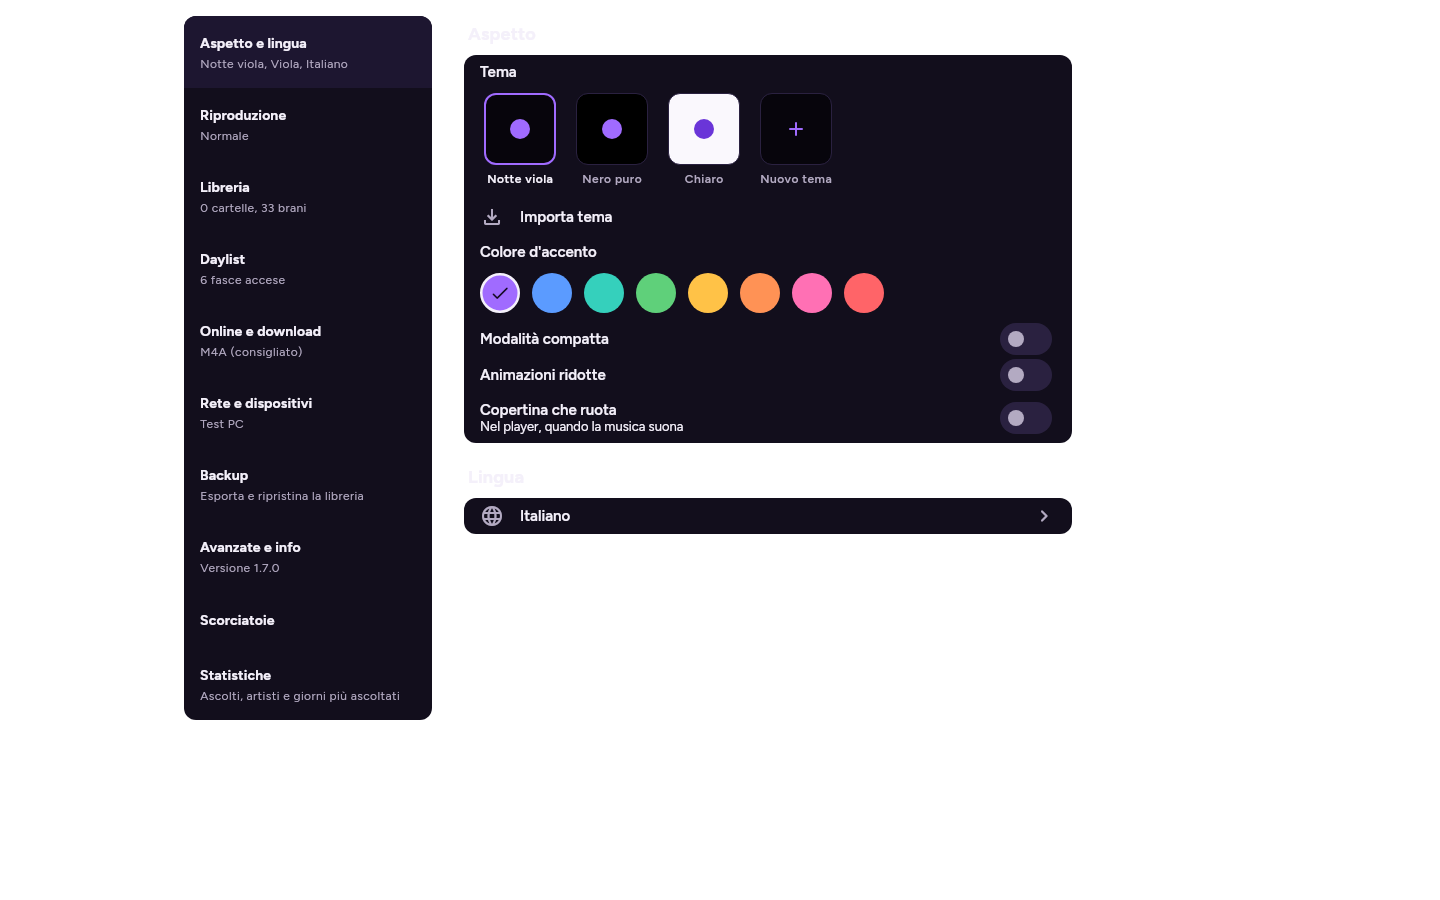 Aspetto e lingua
Notte viola, Viola, Italiano
Riproduzione
Normale
Libreria
0 cartelle, 33 brani
Daylist
6 fasce accese
Online e download
M4A (consigliato)
Rete e dispositivi
Test PC
Backup
Esporta e ripristina la libreria
Avanzate e info
Versione 1.7.0
Scorciatoie
Statistiche
Ascolti, artisti e giorni più ascoltati
Aspetto
Tema
Notte viola
Nero puro
Chiaro
Nuovo tema
Importa tema
Colore d'accento
Modalità compatta
Animazioni ridotte
Copertina che ruota
Nel player, quando la musica suona
Lingua
Italiano